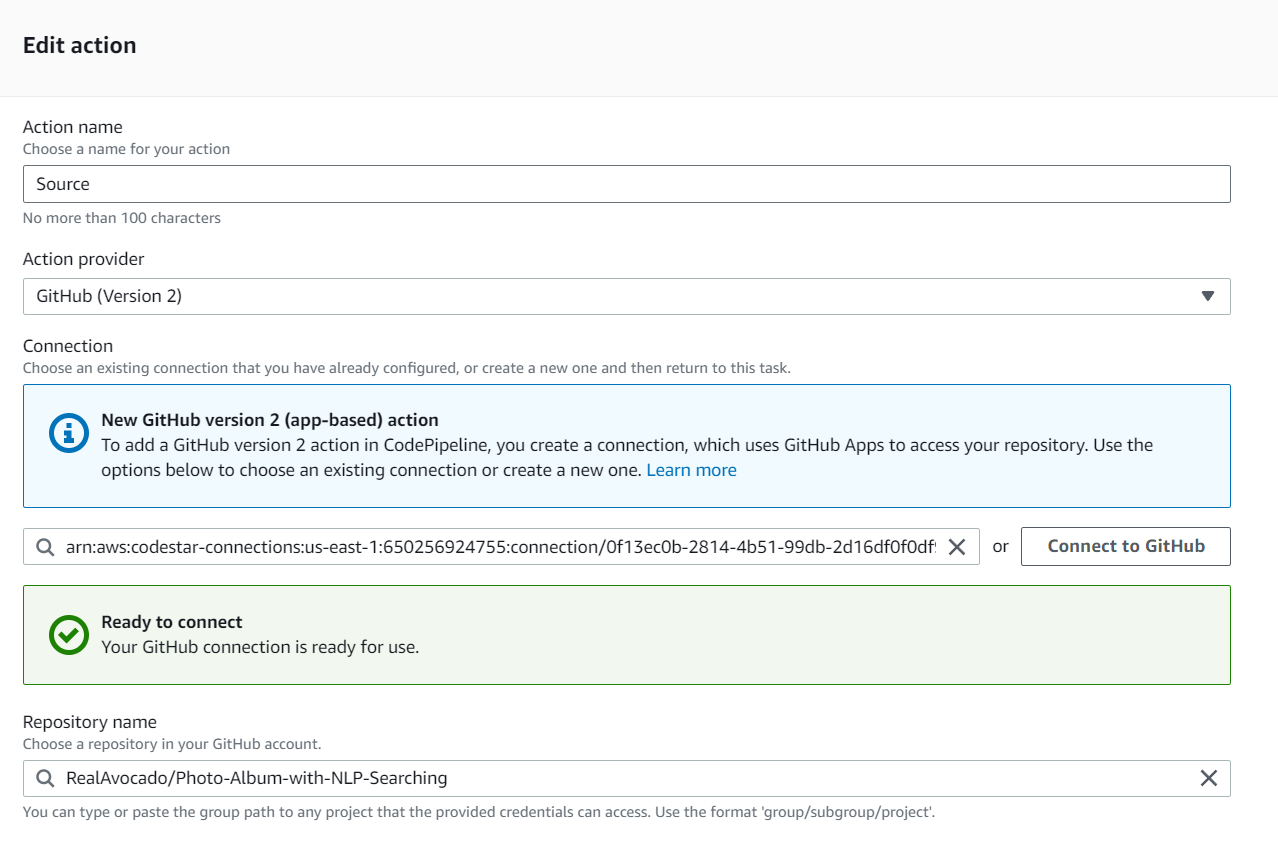 Edit action
Action name
Choose a name for your action
Source
No more than 100 characters
Action provider
GitHub (Version 2)
Connection
Choose an existing connection that you have already configured, or create a new one and then return to this task.
New GitHub version 2 (app-based) action
To add a GitHub version 2 action in CodePipeline, you create a connection, which uses GitHub Apps to access your repository. Use the
options below to choose an existing connection or create a new one. Learn more
arn:aws:codestar-connections:us-east-1:650256924755:connection/0f13ec0b-2814-4b51-99db-2d16df0f0df or Connect to GitHub
Ready to connect
Your GitHub connection is ready for use.
Repository name
Choose a repository in your GitHub account.
RealAvocado/Photo-Album-with-NLP-Searching
You can type or paste the group path to any project that the provided credentials can access. Use the format 'group/subgroup/project'.